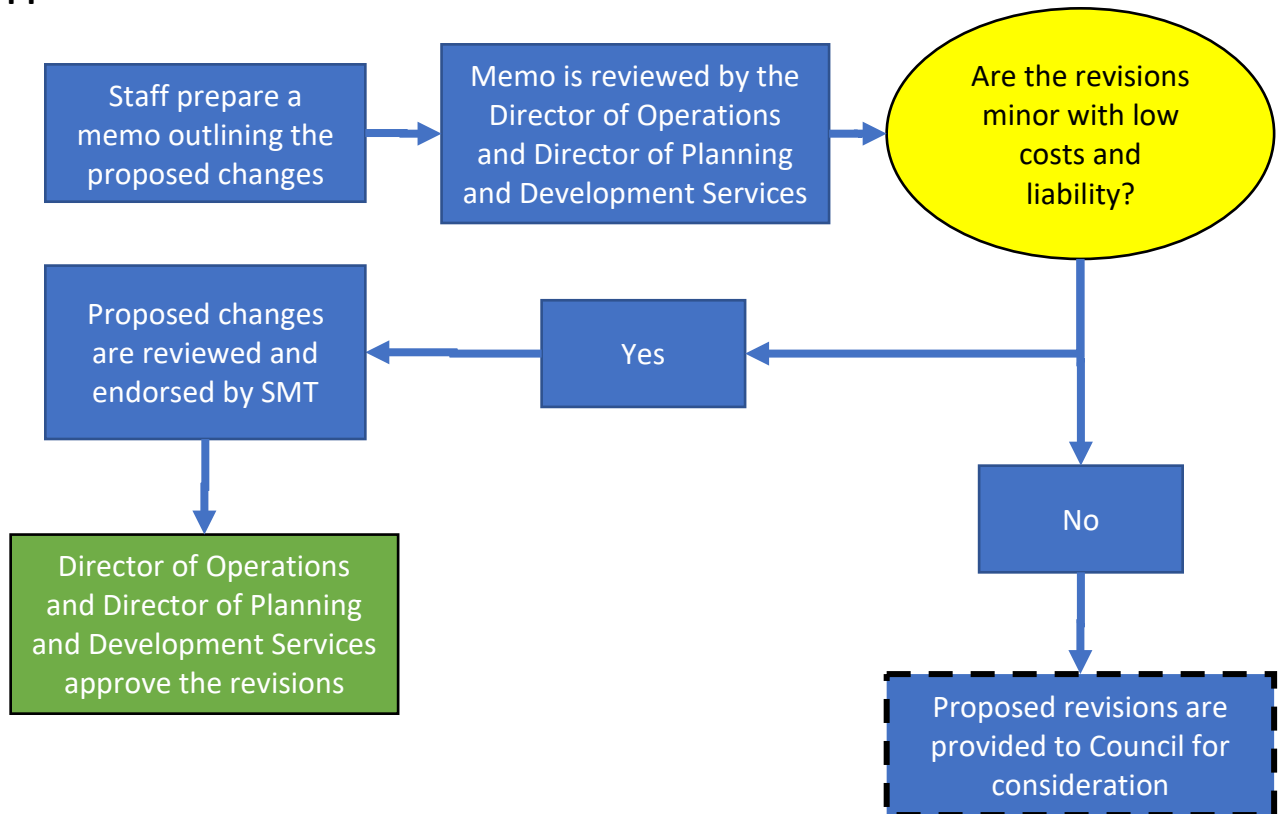 Staff prepare a
memo outlining the
proposed changes
Memo is reviewed by the
Director of Operations
and Director of Planning
and Development Services
Are the revisions
minor with low
costs and
liability?
Proposed changes
are reviewed and
endorsed by SMT
Yes
No
Director of Operations
and Director of Planning
and Development Services
approve the revisions
Proposed revisions are
provided to Council for
consideration